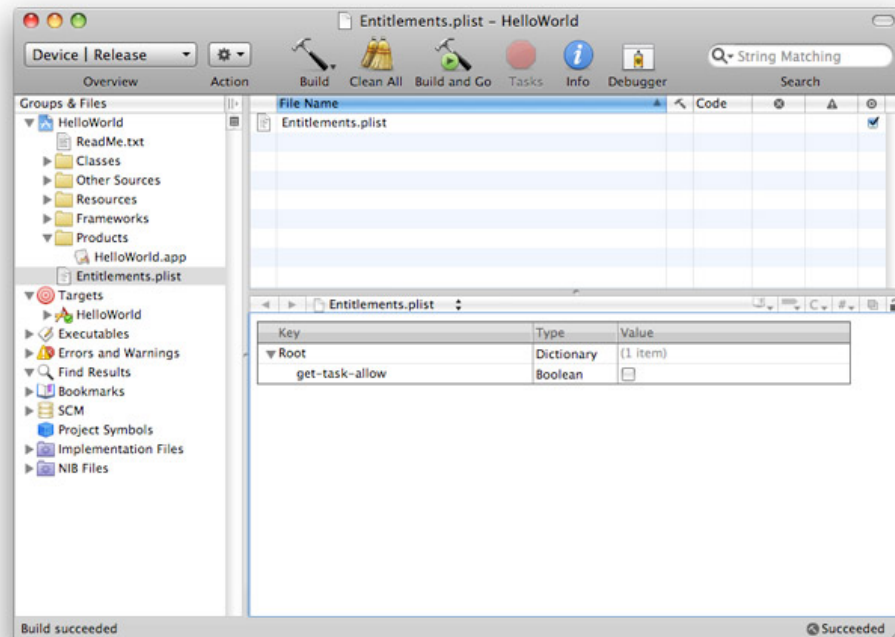 Entitlements.plist – HelloWorld
Device | Release
Overview
Action
Build
Clean All
Build and Go
Tasks
Info
Debugger
String Matching
Search
Groups & Files
HelloWorld
ReadMe.txt
Classes
Other Sources
Resources
Frameworks
Products
HelloWorld.app
Entitlements.plist
Targets
HelloWorld
Executables
Errors and Warnings
Find Results
Bookmarks
SCM
Project Symbols
Implementation Files
NIB Files
File Name Code
Entitlements.plist
Entitlements.plist C #
Key Type Value
Root Dictionary (1 item)
get-task-allow Boolean
Build succeeded Succeeded